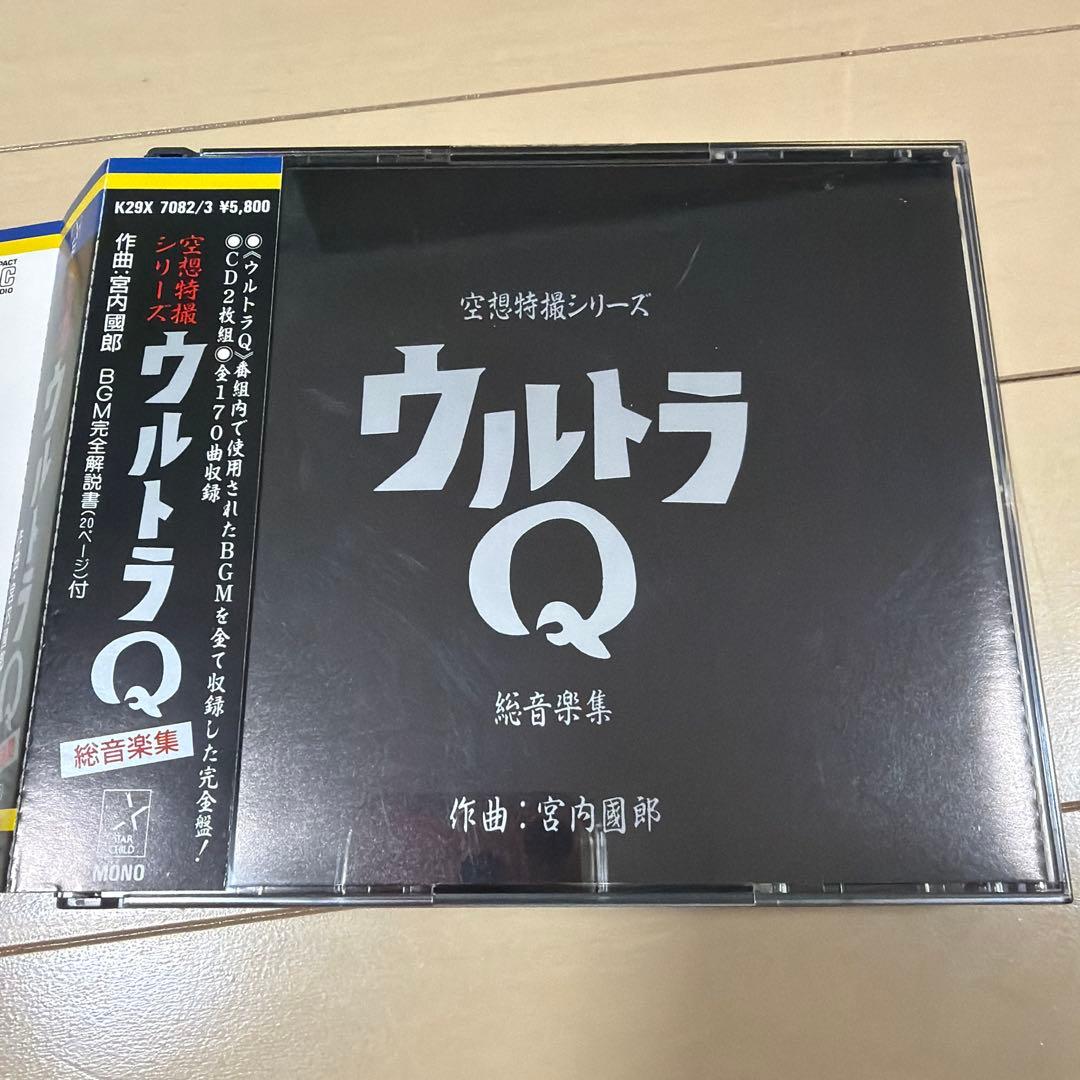 K29X 7082/3 ¥5,800
●《ウルトラQ》番組内で使用されたBGMを全て収録した完全盤！
●CD2枚組●全170曲収録
空想特撮
シリーズ
ウルトラQ
総音楽集
作曲：宮内國郎 BGM完全解説書(20ページ)付
STAR
CHILD
MONO
空想特撮シリーズ
ウルトラ
Q
総音楽集
作曲：宮内國郎